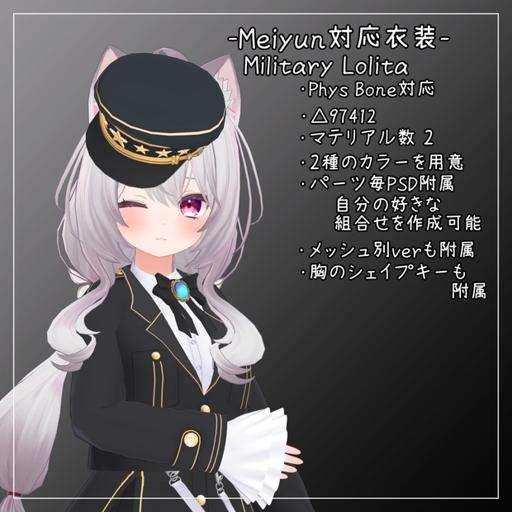 -Meiyun対応衣装-
Military Lolita
・Phys Bone対応
・△97412
・マテリアル数 2
・2種のカラーを用意
・パーツ毎PSD附属
自分の好きな
組合せを作成可能
・メッシュ別verも附属
・胸のシェイプキーも
附属